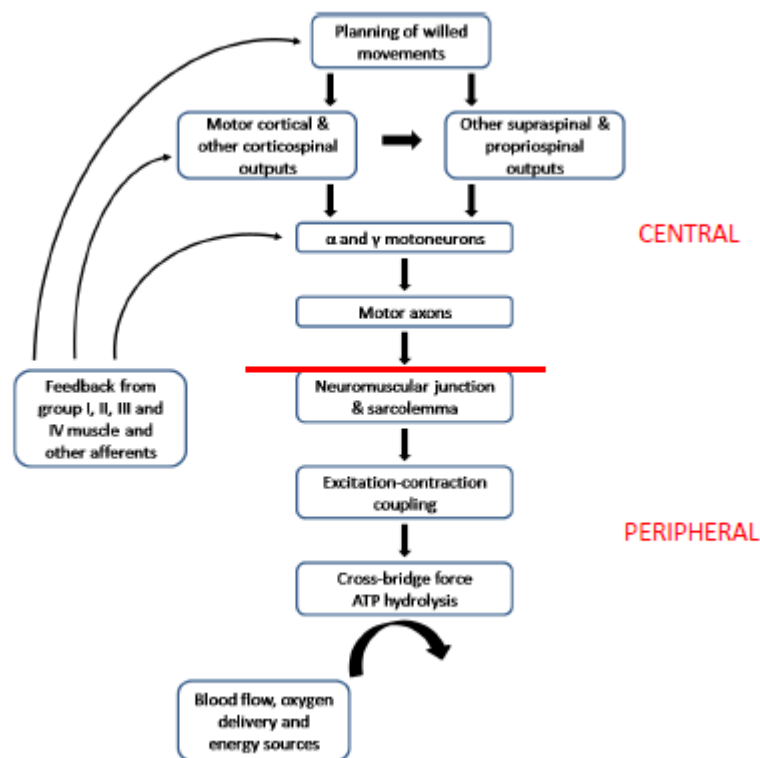 Planning of willed
movements
Motor cortical &
other corticospinal
outputs
Other supraspinal &
propriospinal
outputs
α and γ motoneurons
CENTRAL
Motor axons
Feedback from
group I, II, III and
IV muscle and
other afferents
Neuromuscular junction
& sarcolemma
Excitation-contraction
coupling
PERIPHERAL
Cross-bridge force
ATP hydrolysis
Blood flow, oxygen
delivery and
energy sources